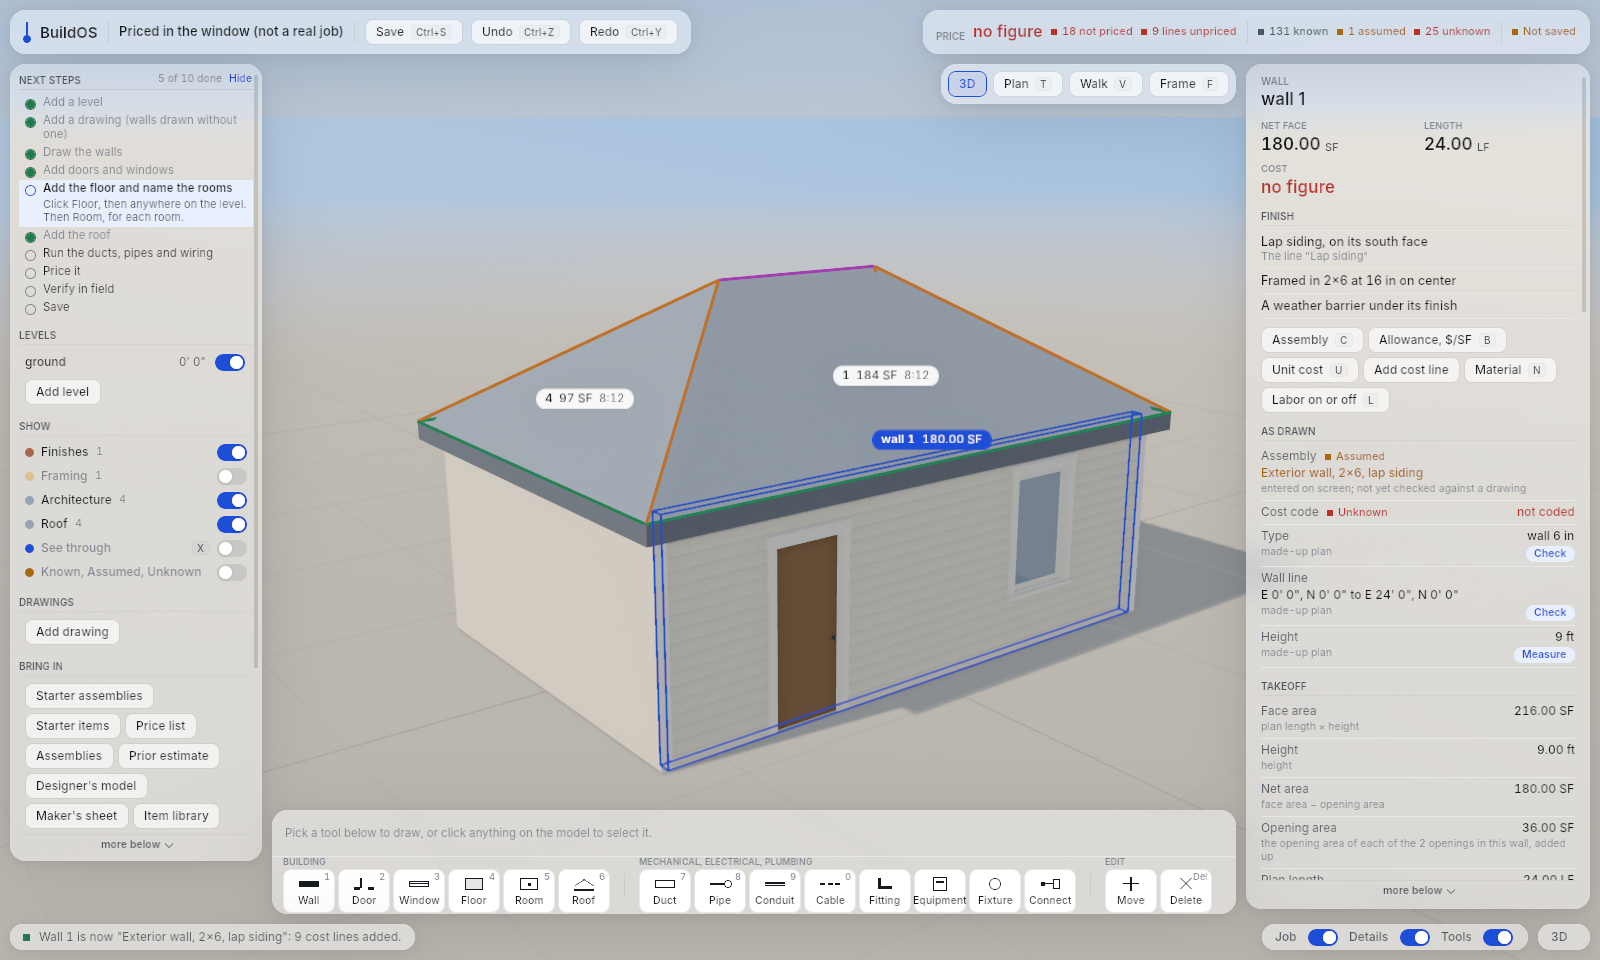 BuildOS
Priced in the window (not a real job)
Save Ctrl+S
Undo Ctrl+Z
Redo Ctrl+Y
PRICE no figure
18 not priced
9 lines unpriced
131 known
1 assumed
25 unknown
Not saved
NEXT STEPS
5 of 10 done Hide
Add a level
Add a drawing (walls drawn without
one)
Draw the walls
Add doors and windows
Add the floor and name the rooms
Click Floor, then anywhere on the level.
Then Room, for each room.
Add the roof
Run the ducts, pipes and wiring
Price it
Verify in field
Save
LEVELS
ground 0' 0"
Add level
SHOW
Finishes 1
Framing 1
Architecture 4
Roof 4
See through X
Known, Assumed, Unknown
DRAWINGS
Add drawing
BRING IN
Starter assemblies
Starter items
Price list
Assemblies
Prior estimate
Designer's model
Maker's sheet
Item library
more below
3D
Plan T
Walk V
Frame F
4 97 SF 8:12
1 184 SF 8:12
wall 1 180.00 SF
WALL
wall 1
NET FACE
180.00 SF
LENGTH
24.00 LF
COST
no figure
FINISH
Lap siding, on its south face
The line "Lap siding"
Framed in 2×6 at 16 in on center
A weather barrier under its finish
Assembly C
Allowance, $/SF B
Unit cost U
Add cost line
Material N
Labor on or off L
AS DRAWN
Assembly Assumed
Exterior wall, 2×6, lap siding
entered on screen; not yet checked against a drawing
Cost code Unknown not coded
Type wall 6 in
made-up plan Check
Wall line
E 0' 0", N 0' 0" to E 24' 0", N 0' 0"
made-up plan Check
Height 9 ft
made-up plan Measure
TAKEOFF
Face area 216.00 SF
plan length × height
Height 9.00 ft
height
Net area 180.00 SF
face area − opening area
Opening area 36.00 SF
the opening area of each of the 2 openings in this wall, added
up
Plan length 24.00 LF
more below
Pick a tool below to draw, or click anything on the model to select it.
BUILDING
Wall 1
Door 2
Window 3
Floor 4
Room 5
Roof 6
MECHANICAL, ELECTRICAL, PLUMBING
Duct 7
Pipe 8
Conduit 9
Cable 0
Fitting
Equipment
Fixture
Connect
EDIT
Move
Delete Del
Wall 1 is now "Exterior wall, 2×6, lap siding": 9 cost lines added.
Job
Details
Tools
3D